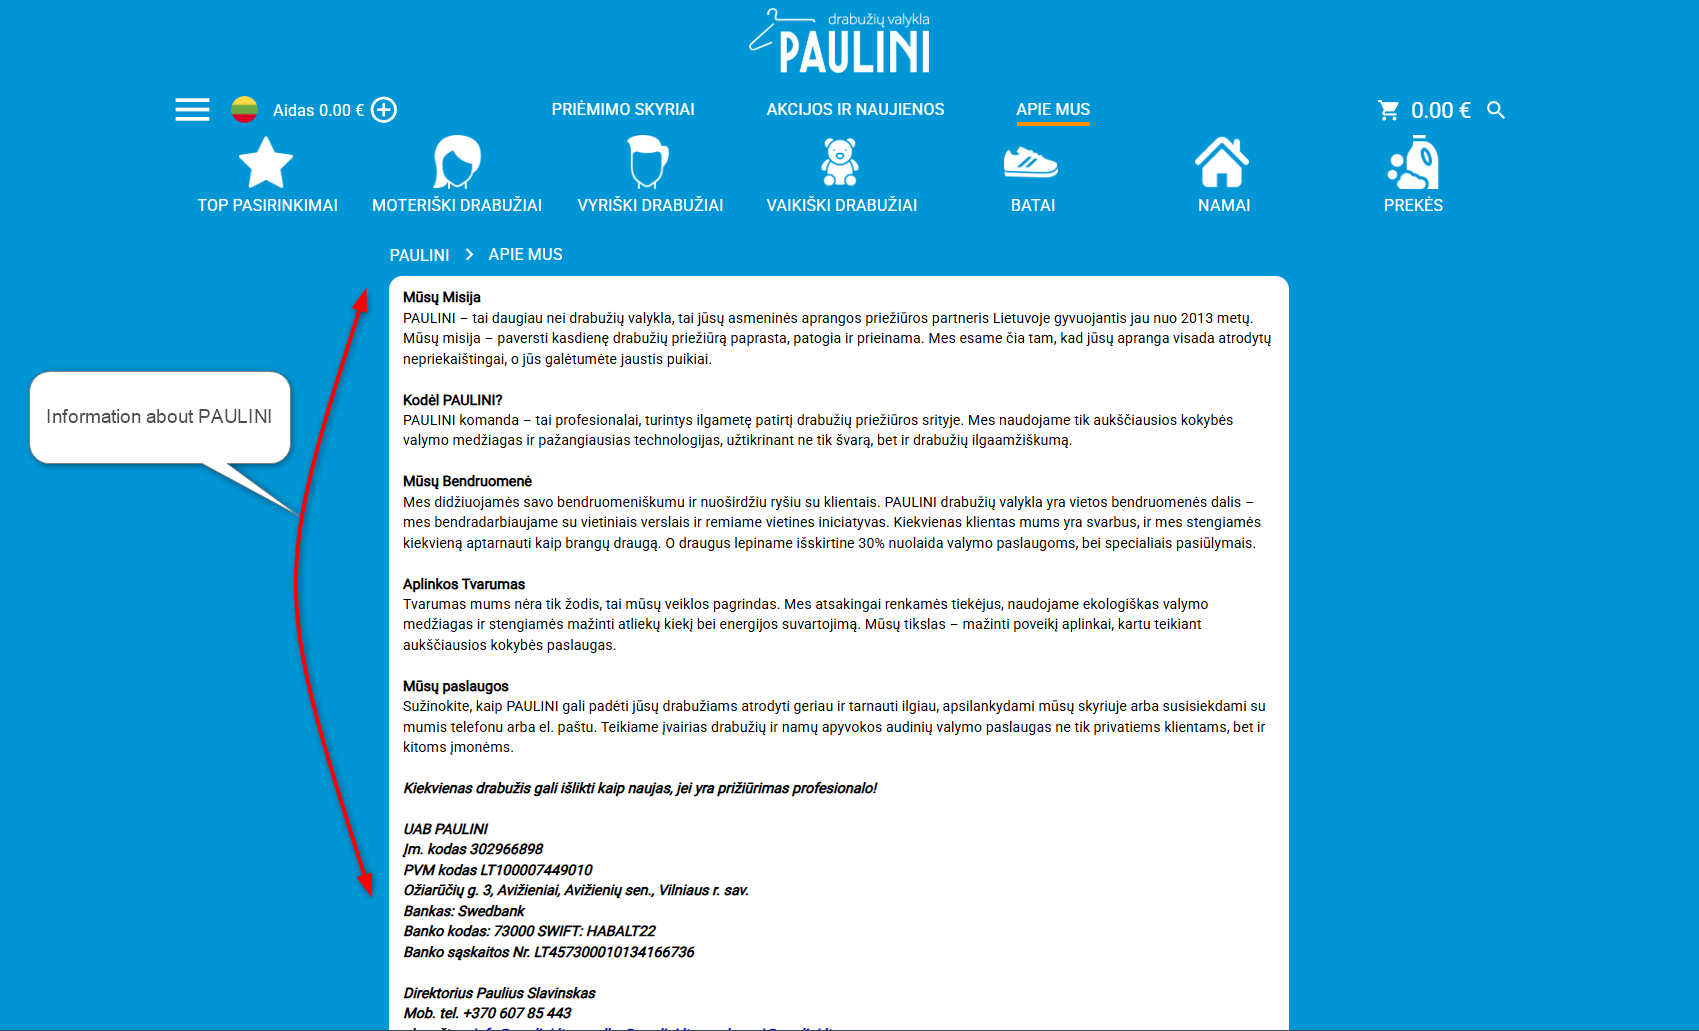 drabužių valykla
PAULINI
Aidas 0.00 €
PRIĖMIMO SKYRIAI
AKCIJOS IR NAUJIENOS
APIE MUS
0.00 €
TOP PASIRINKIMAI
MOTERIŠKI DRABUŽIAI
VYRIŠKI DRABUŽIAI
VAIKIŠKI DRABUŽIAI
BATAI
NAMAI
PREKĖS
PAULINI
APIE MUS
Information about PAULINI
Mūsų Misija
PAULINI – tai daugiau nei drabužių valykla, tai jūsų asmeninės aprangos priežiūros partneris Lietuvoje gyvuojantis jau nuo 2013 metų.
Mūsų misija – paversti kasdienę drabužių priežiūrą paprasta, patogia ir prieinama. Mes esame čia tam, kad jūsų apranga visada atrodytų
nepriekaištingai, o jūs galėtumėte jaustis puikiai.
Kodėl PAULINI?
PAULINI komanda – tai profesionalai, turintys ilgametę patirtį drabužių priežiūros srityje. Mes naudojame tik aukščiausios kokybės
valymo medžiagas ir pažangiausias technologijas, užtikrinant ne tik švarą, bet ir drabužių ilgaamžiškumą.
Mūsų Bendruomenė
Mes didžiuojamės savo bendruomeniškumu ir nuoširdžiu ryšiu su klientais. PAULINI drabužių valykla yra vietos bendruomenės dalis –
mes bendradarbiaujame su vietiniais verslais ir remiame vietines iniciatyvas. Kiekvienas klientas mums yra svarbus, ir mes stengiamės
kiekvieną aptarnauti kaip brangų draugą. O draugus lepiname išskirtine 30% nuolaida valymo paslaugoms, bei specialiais pasiūlymais.
Aplinkos Tvarumas
Tvarumas mums nėra tik žodis, tai mūsų veiklos pagrindas. Mes atsakingai renkamės tiekėjus, naudojame ekologiškas valymo
medžiagas ir stengiamės mažinti atliekų kiekį bei energijos suvartojimą. Mūsų tikslas – mažinti poveikį aplinkai, kartu teikiant
aukščiausios kokybės paslaugas.
Mūsų paslaugos
Sužinokite, kaip PAULINI gali padėti jūsų drabužiams atrodyti geriau ir tarnauti ilgiau, apsilankydami mūsų skyriuje arba susisiekdami su
mumis telefonu arba el. paštu. Teikiame įvairias drabužių ir namų apyvokos audinių valymo paslaugas ne tik privatiems klientams, bet ir
kitoms įmonėms.
Kiekvienas drabužis gali išlikti kaip naujas, jei yra prižiūrimas profesionalo!
UAB PAULINI
Įm. kodas 302966898
PVM kodas LT100007449010
Ožiarūčių g. 3, Avižieniai, Avižienių sen., Vilniaus r. sav.
Bankas: Swedbank
Banko kodas: 73000 SWIFT: HABALT22
Banko sąskaitos Nr. LT457300010134166736
Direktorius Paulius Slavinskas
Mob. tel. +370 607 85 443